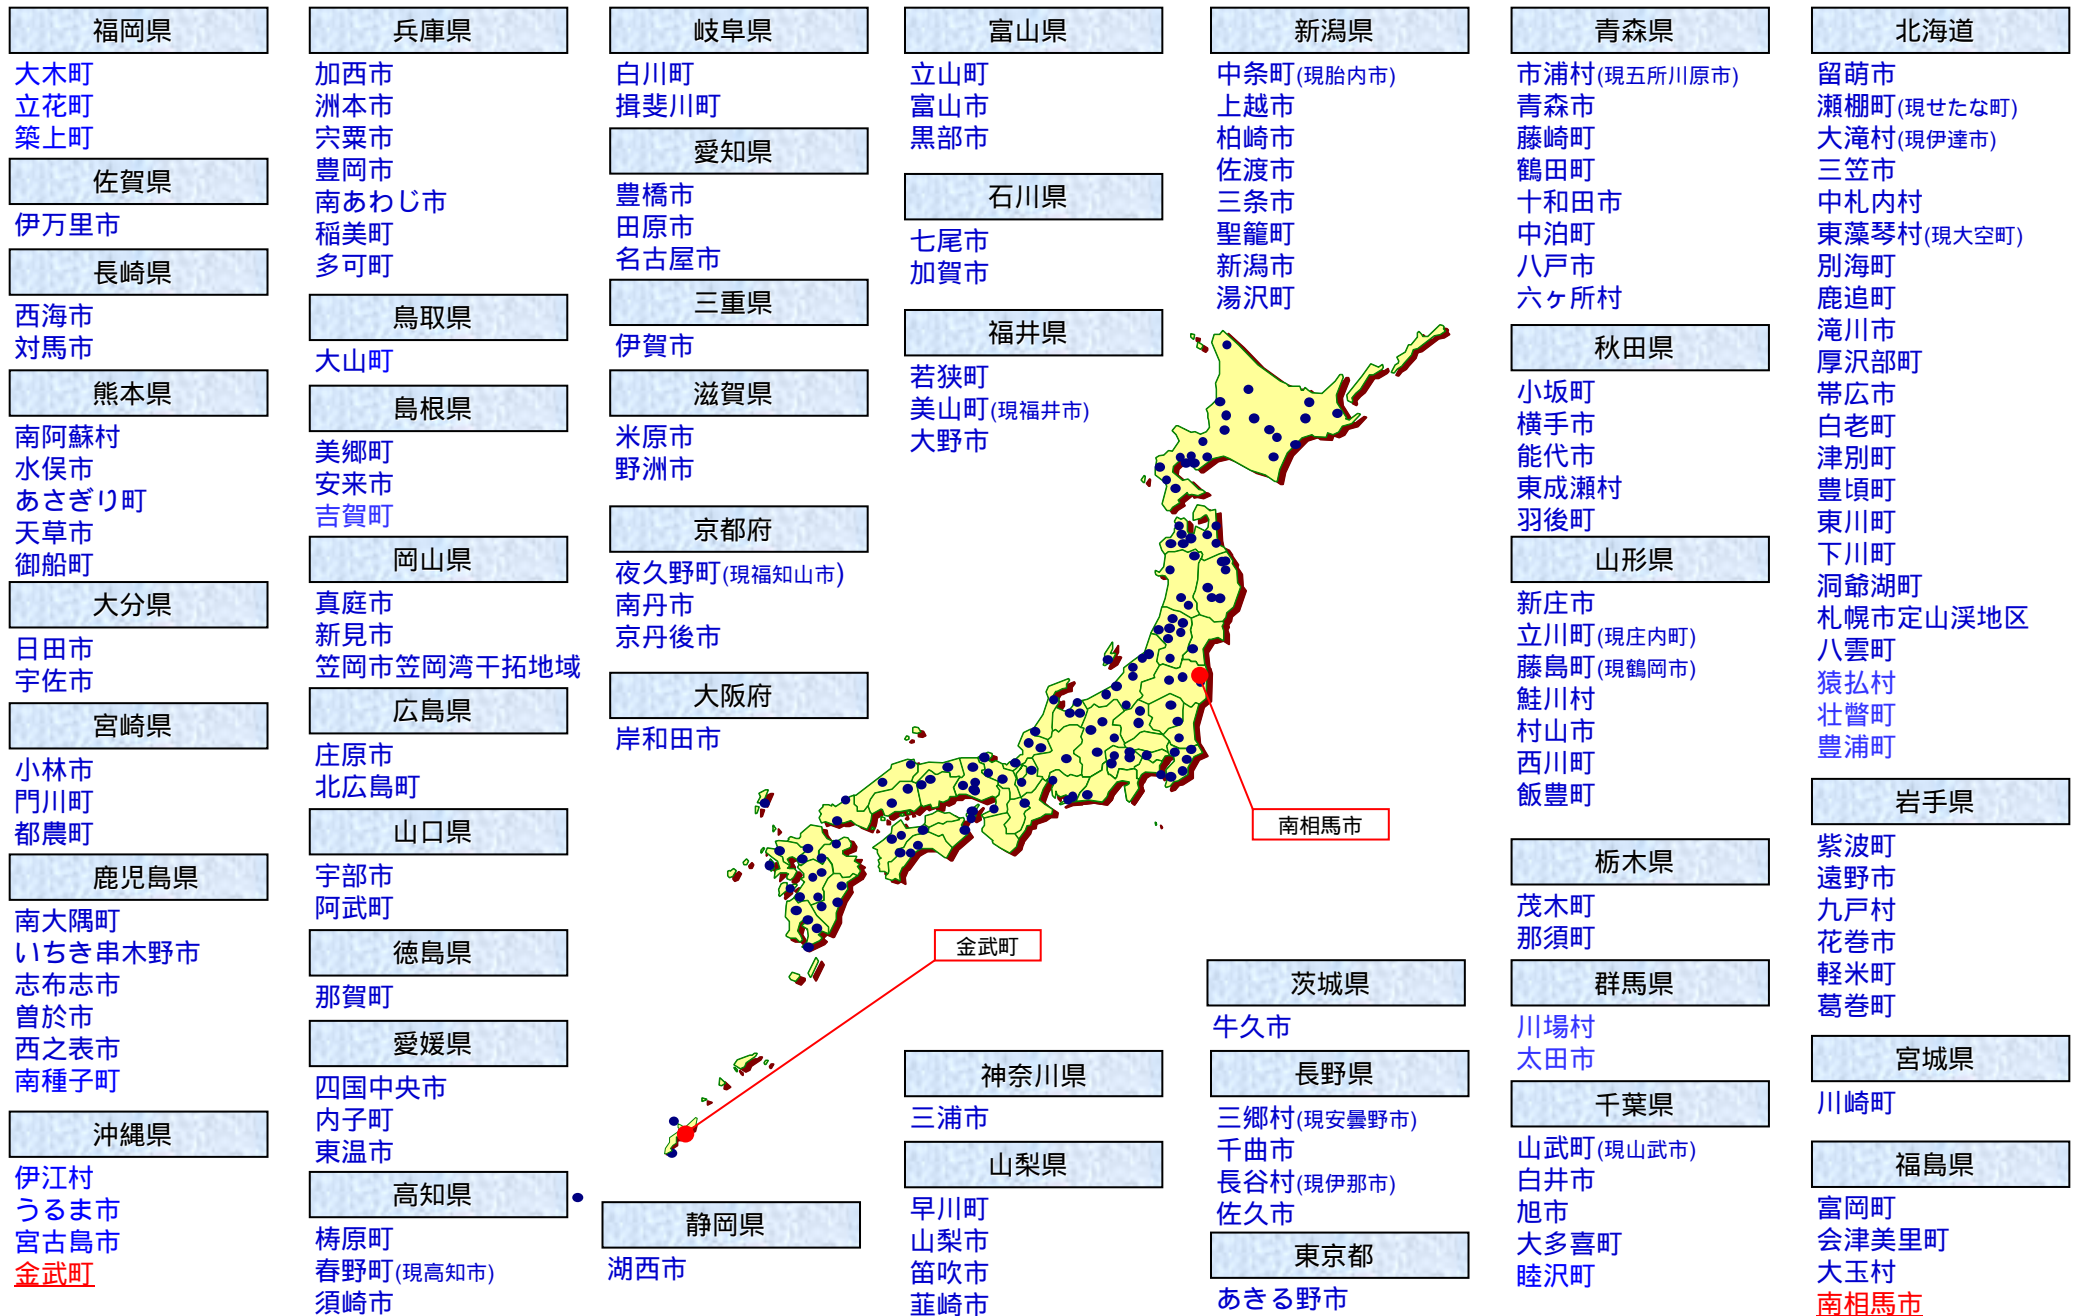 福岡県
大木町
立花町
築上町
佐賀県
伊万里市
長崎県
西海市
対馬市
熊本県
南阿蘇村
水俣市
あさぎり町
天草市
御船町
大分県
日田市
宇佐市
宮崎県
小林市
門川町
都農町
鹿児島県
南大隅町
いちき串木野市
志布志市
曽於市
西之表市
南種子町
沖縄県
伊江村
うるま市
宮古島市
金武町
兵庫県
加西市
洲本市
宍粟市
豊岡市
南あわじ市
稲美町
多可町
鳥取県
大山町
島根県
美郷町
安来市
吉賀町
岡山県
真庭市
新見市
笠岡市笠岡湾干拓地域
広島県
庄原市
北広島町
山口県
宇部市
阿武町
徳島県
那賀町
愛媛県
四国中央市
内子町
東温市
高知県
梼原町
春野町(現高知市)
須崎市
岐阜県
白川町
揖斐川町
愛知県
豊橋市
田原市
名古屋市
三重県
伊賀市
滋賀県
米原市
野洲市
京都府
夜久野町(現福知山市)
南丹市
京丹後市
大阪府
岸和田市
静岡県
湖西市
富山県
立山町
富山市
黒部市
石川県
七尾市
加賀市
福井県
若狭町
美山町(現福井市)
大野市
金武町
神奈川県
三浦市
山梨県
早川町
山梨市
笛吹市
韮崎市
新潟県
中条町(現胎内市)
上越市
柏崎市
佐渡市
三条市
聖籠町
新潟市
湯沢町
南相馬市
茨城県
牛久市
長野県
三郷村(現安曇野市)
千曲市
長谷村(現伊那市)
佐久市
東京都
あきる野市
青森県
市浦村(現五所川原市)
青森市
藤崎町
鶴田町
十和田市
中泊町
八戸市
六ヶ所村
秋田県
小坂町
横手市
能代市
東成瀬村
羽後町
山形県
新庄市
立川町(現庄内町)
藤島町(現鶴岡市)
鮭川村
村山市
西川町
飯豊町
栃木県
茂木町
那須町
群馬県
川場村
太田市
千葉県
山武町(現山武市)
白井市
旭市
大多喜町
睦沢町
北海道
留萌市
瀬棚町(現せたな町)
大滝村(現伊達市)
三笠市
中札内村
東藻琴村(現大空町)
別海町
鹿追町
滝川市
厚沢部町
帯広市
白老町
津別町
豊頃町
東川町
下川町
洞爺湖町
札幌市定山渓地区
八雲町
猿払村
壮瞥町
豊浦町
岩手県
紫波町
遠野市
九戸村
花巻市
軽米町
葛巻町
宮城県
川崎町
福島県
富岡町
会津美里町
大玉村
南相馬市